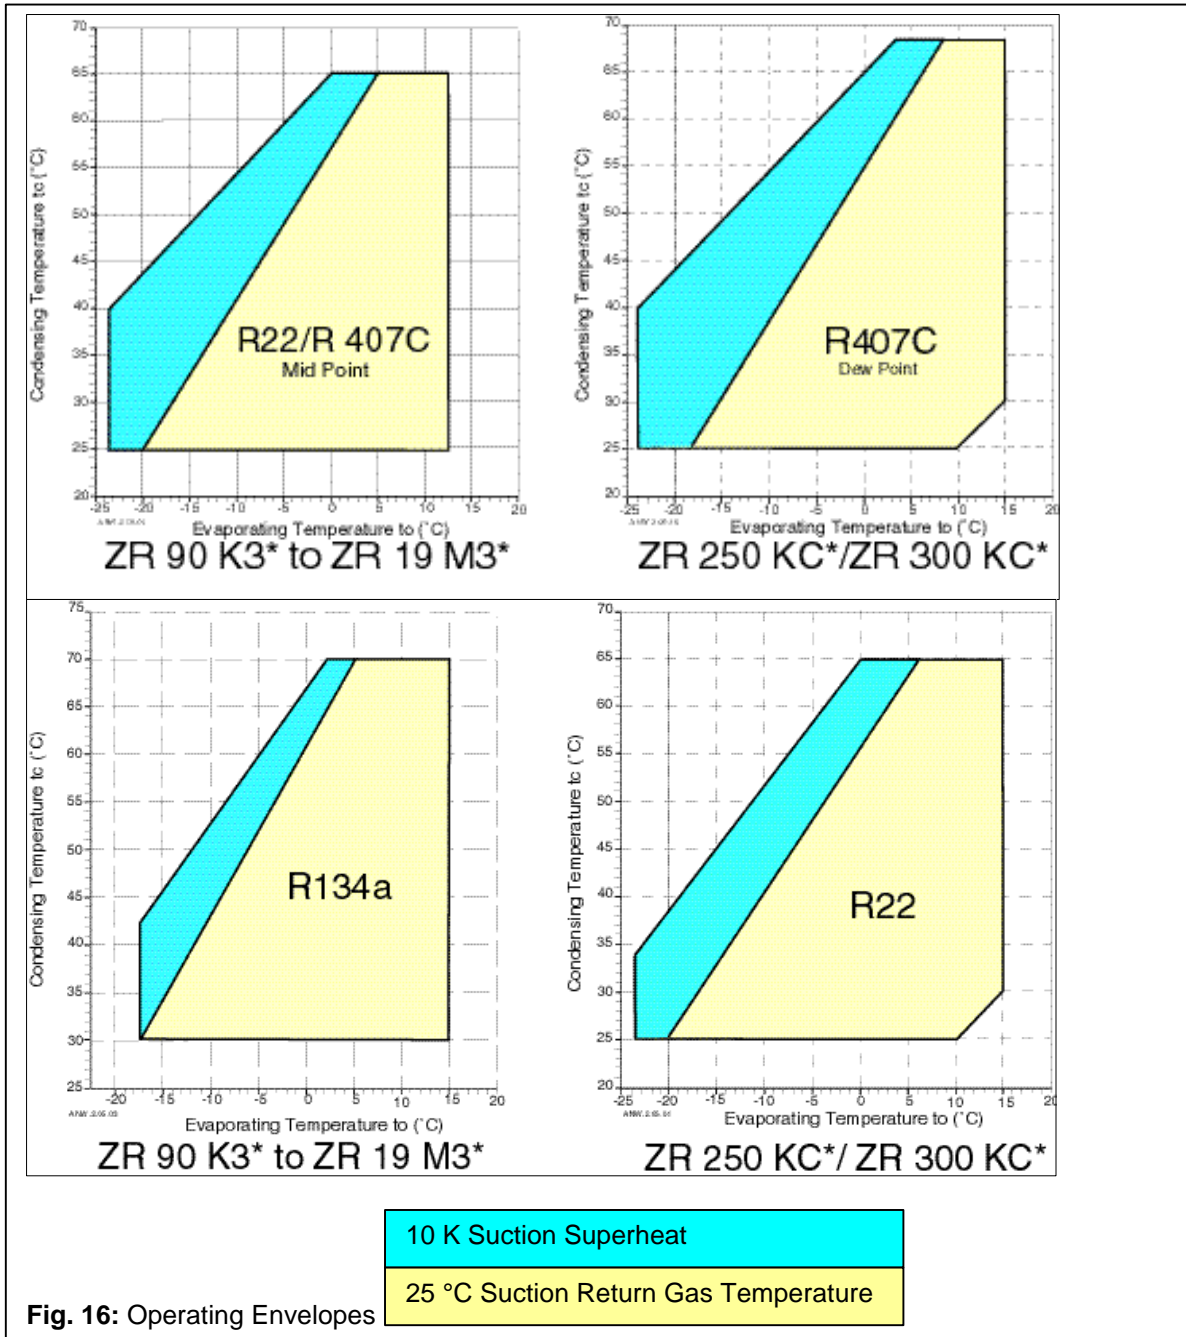 70
65
60
55
50
45
40
35
30
25
20
Condensing Temperature tc (°C)
R22/R 407C
Mid Point
-25 -20 -15 -10 -5 0 5 10 15 20
Evaporating Temperature to (°C)
ZR 90 K3* to ZR 19 M3*
70
65
60
55
50
45
40
35
30
25
20
Condensing Temperature tc (°C)
R407C
Dew Point
-25 -20 -15 -10 -5 0 5 10 15 20
Evaporating Temperature to (°C)
ZR 250 KC*/ZR 300 KC*
75
70
65
60
55
50
45
40
35
30
25
Condensing Temperature tc (°C)
R134a
-20 -15 -10 -5 0 5 10 15 20
Evaporating Temperature to (°C)
ZR 90 K3* to ZR 19 M3*
70
65
60
55
50
45
40
35
30
25
20
Condensing Temperature tc (°C)
R22
-25 -20 -15 -10 -5 0 5 10 15 20
Evaporating Temperature to (°C)
ZR 250 KC*/ ZR 300 KC*
10 K Suction Superheat
25 °C Suction Return Gas Temperature
Fig. 16: Operating Envelopes